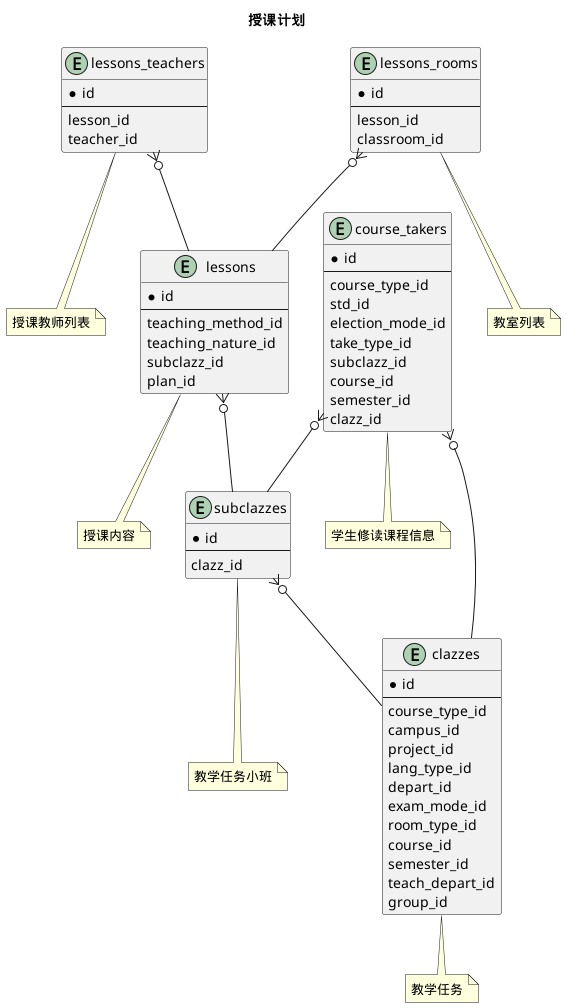 授课计划
E lessons_teachers
* id
lesson_id
teacher_id
E lessons_rooms
* id
lesson_id
classroom_id
E lessons
* id
teaching_method_id
teaching_nature_id
subclazz_id
plan_id
E course_takers
* id
course_type_id
std_id
election_mode_id
take_type_id
subclazz_id
course_id
semester_id
clazz_id
授课教师列表
教室列表
E subclazzes
* id
clazz_id
授课内容
学生修读课程信息
E clazzes
* id
course_type_id
campus_id
project_id
lang_type_id
depart_id
exam_mode_id
room_type_id
course_id
semester_id
teach_depart_id
group_id
教学任务小班
教学任务